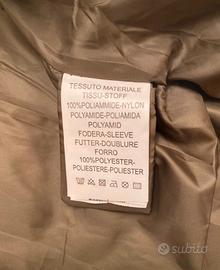 TESSUTO MATERIALE
TISSU-STOFF
100%POLIAMMIDE-NYLON
POLYAMIDE-POLIAMIDA
POLYAMID
FODERA-SLEEVE
FUTTER-DOUBLURE
FORRO
100%POLYESTER-
POLIESTERE-POLIESTER
subito